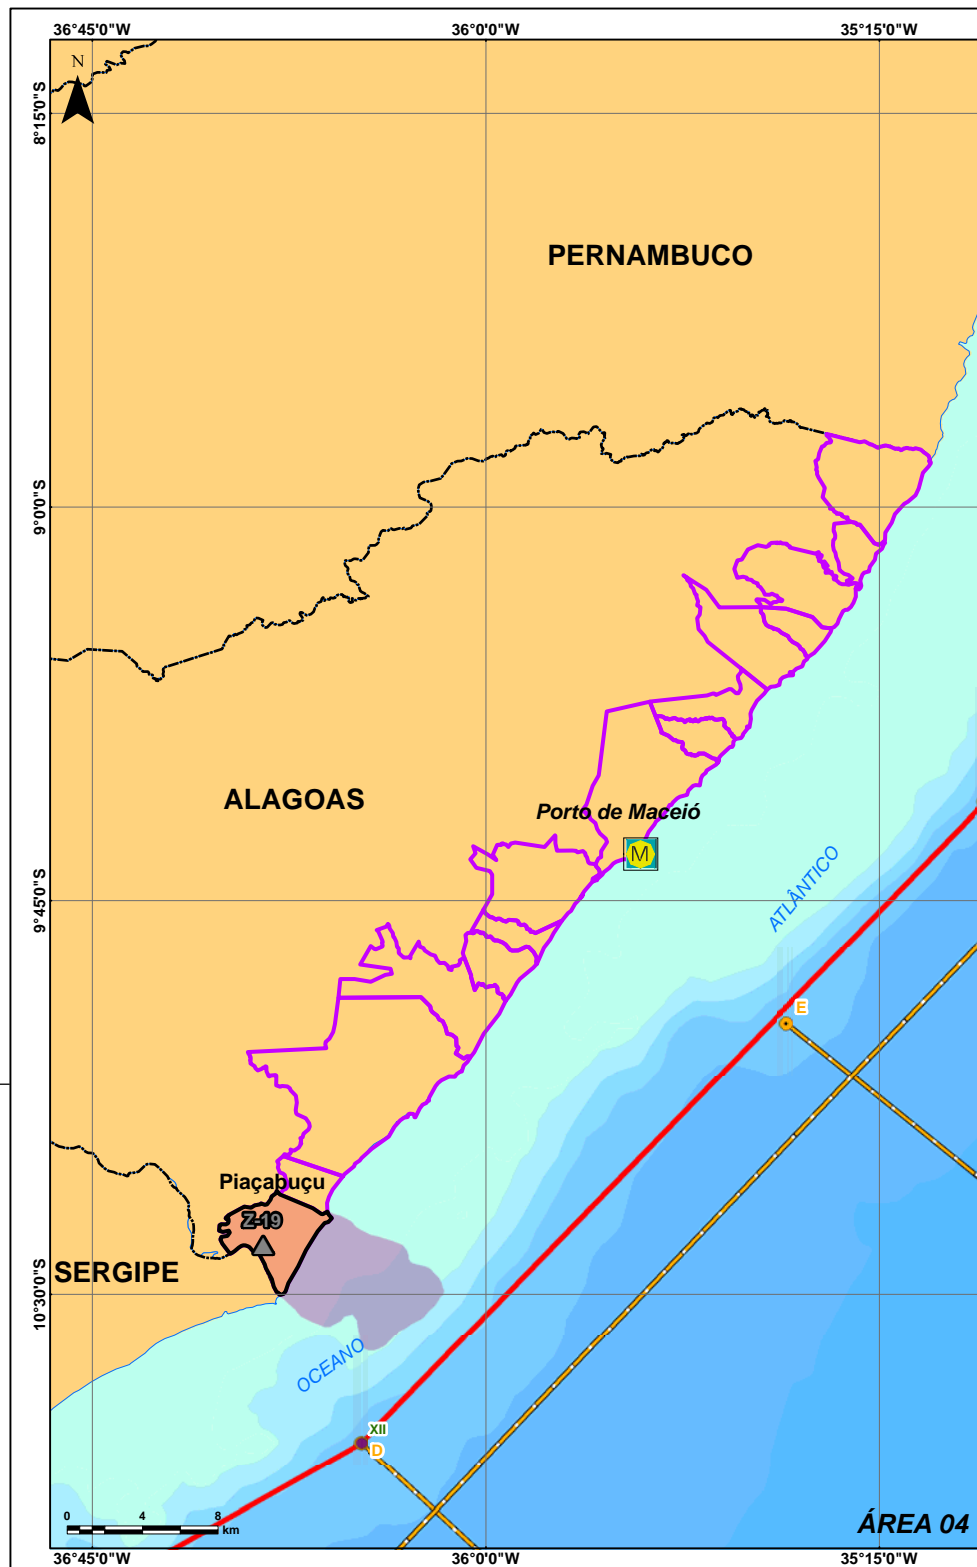 36°45'0"W 36°0'0"W 35°15'0"W
N
8°15'0"S
PERNAMBUCO
9°0'0"S
ALAGOAS
Porto de Maceió
M
ATLÂNTICO
9°45'0"S
E
Piaçabuçu
Z-19
SERGIPE
10°30'0"S
OCEANO
XII
D
0 4 8
km
ÁREA 04
36°45'0"W 36°0'0"W 35°15'0"W